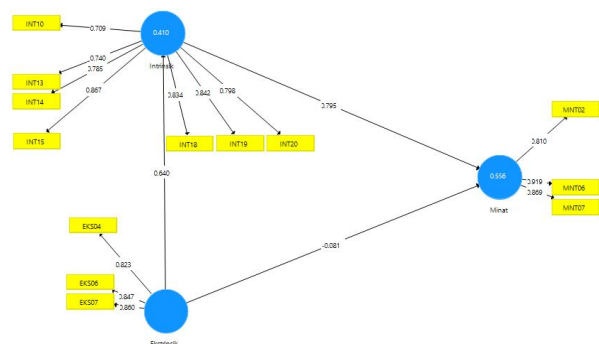 INT10
0.709
0.410
Intrinsik
INT13
0.740
INT14
0.785
INT15
0.867
0.834
0.842
0.798
INT18
INT19
INT20
0.795
MNT02
0.810
0.556
Minat
0.919
MNT06
0.869
MNT07
0.640
-0.081
EKS04
0.823
EKS06
0.847
EKS07
0.860